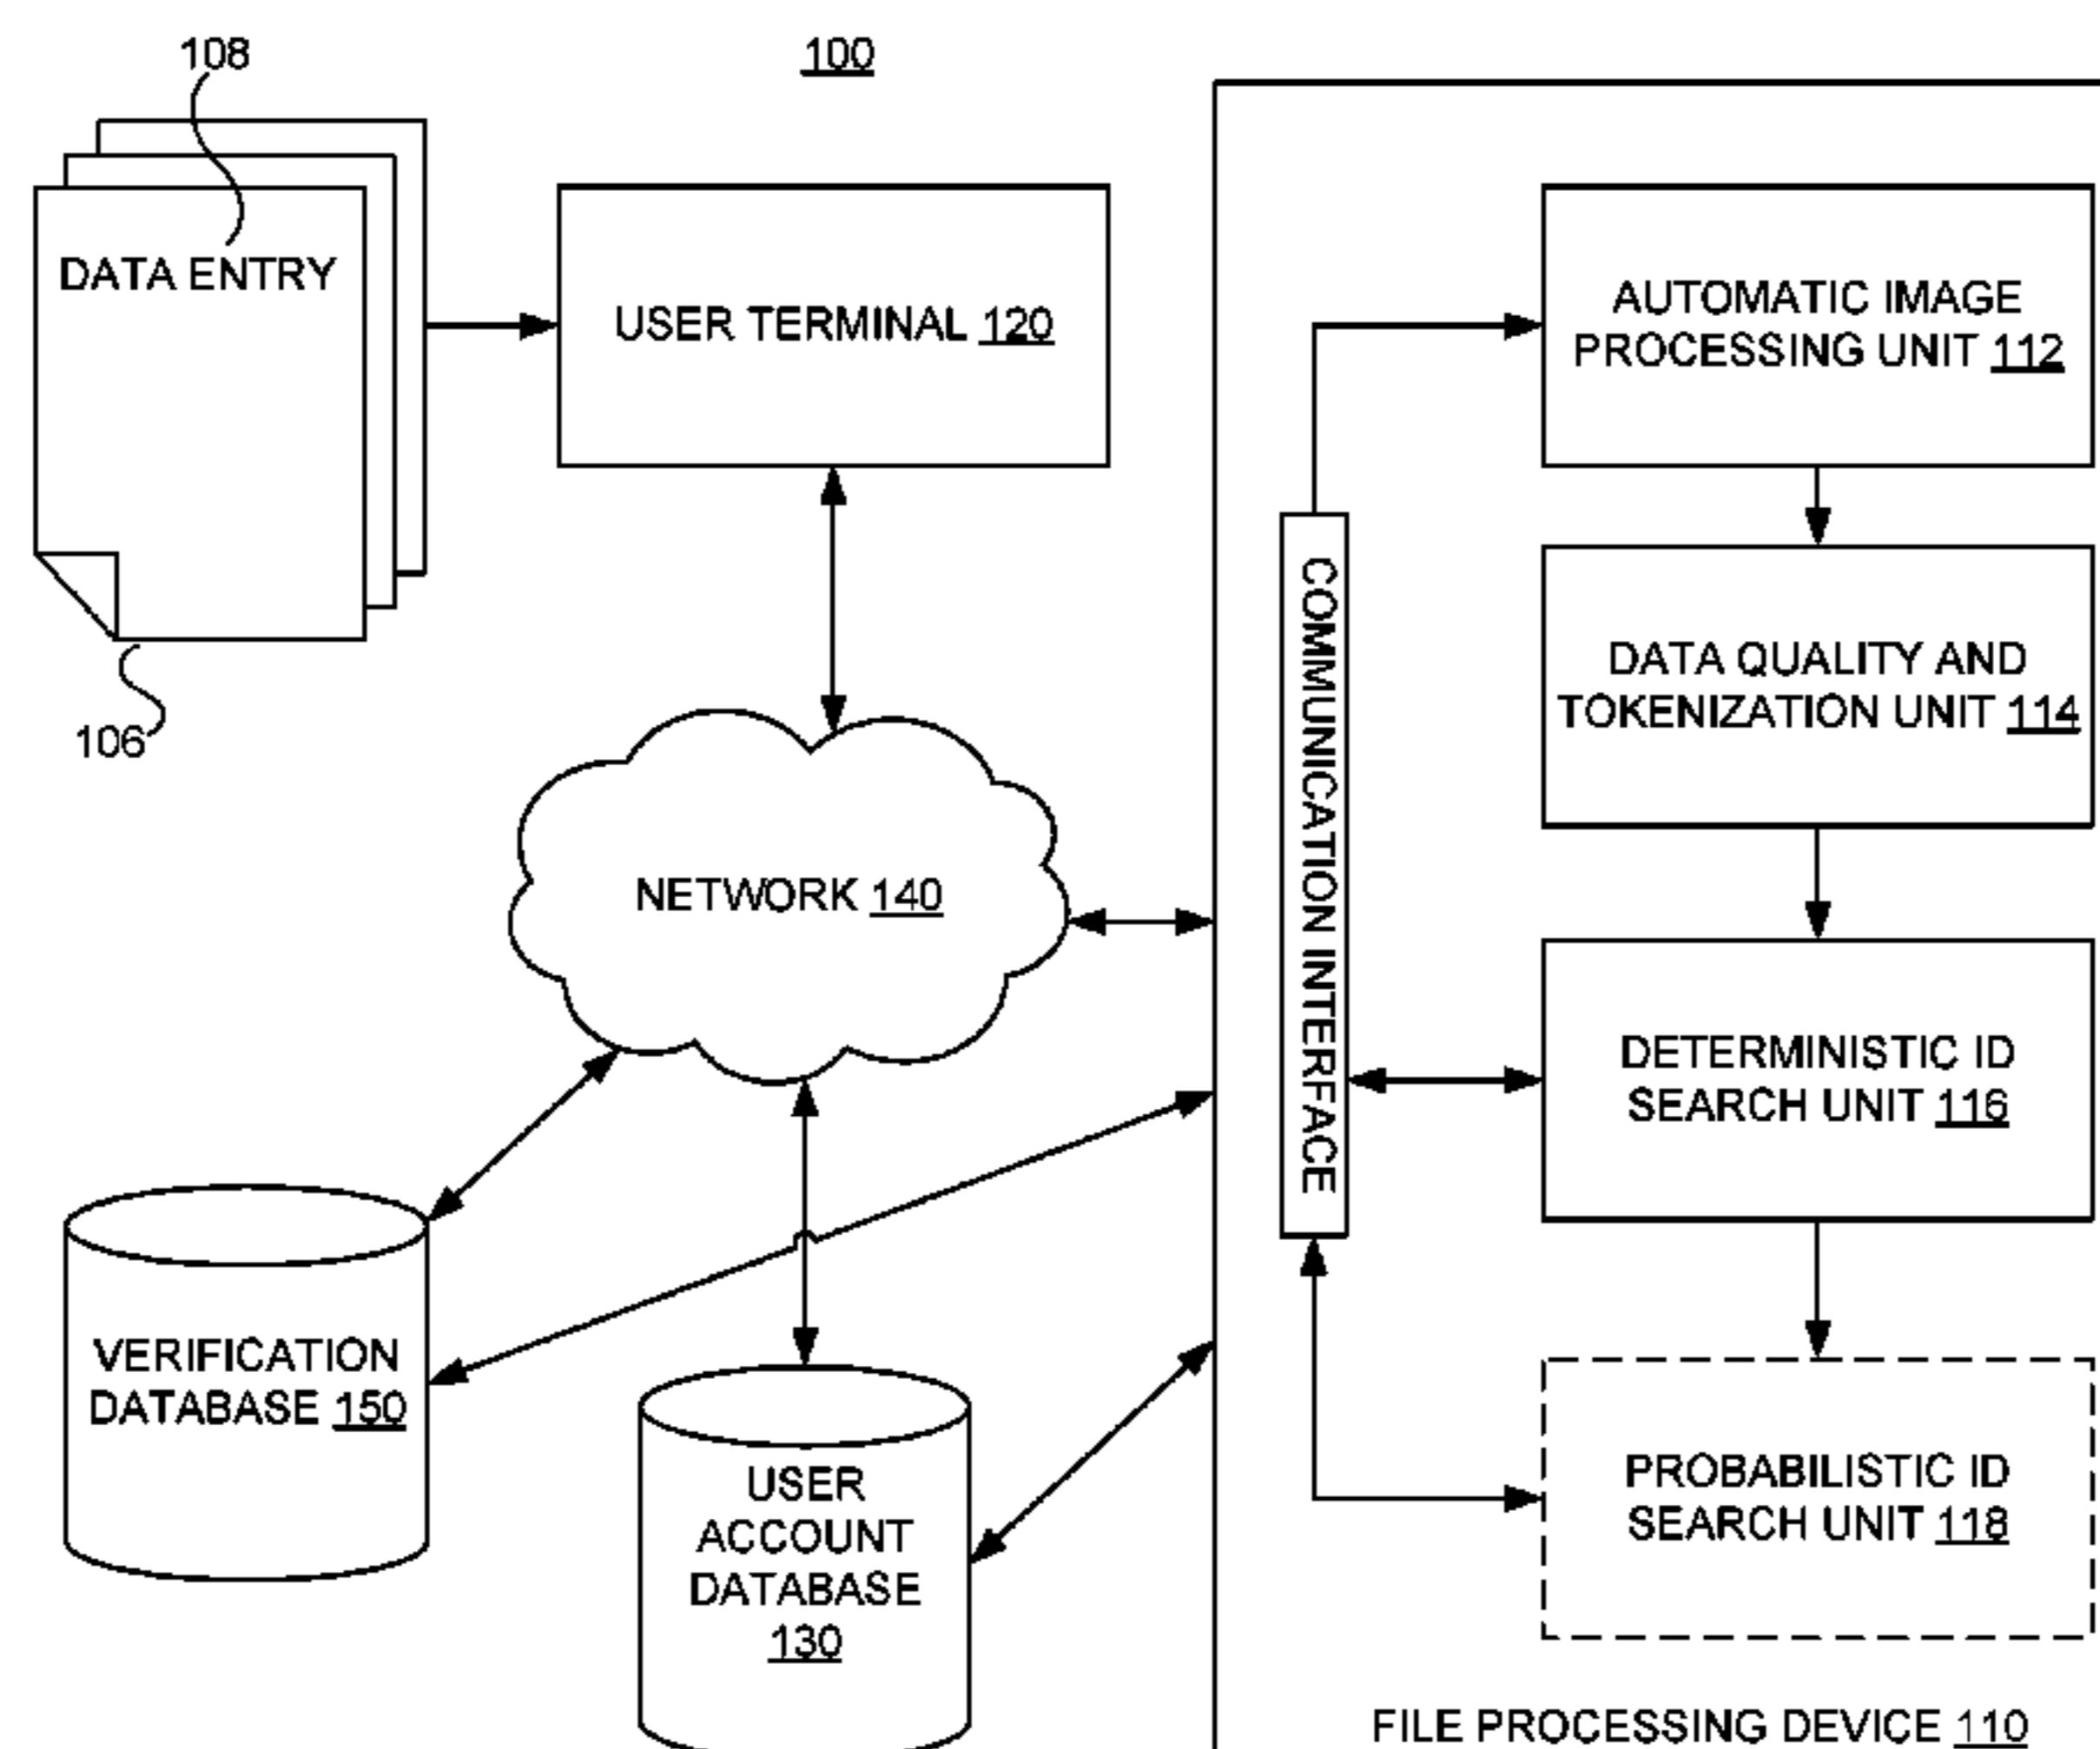 108
100
DATA ENTRY
USER TERMINAL 120
106
NETWORK 140
VERIFICATION
DATABASE 150
USER
ACCOUNT
DATABASE
130
COMMUNICATION INTERFACE
AUTOMATIC IMAGE
PROCESSING UNIT 112
DATA QUALITY AND
TOKENIZATION UNIT 114
DETERMINISTIC ID
SEARCH UNIT 116
PROBABILISTIC ID
SEARCH UNIT 118
FILE PROCESSING DEVICE 110